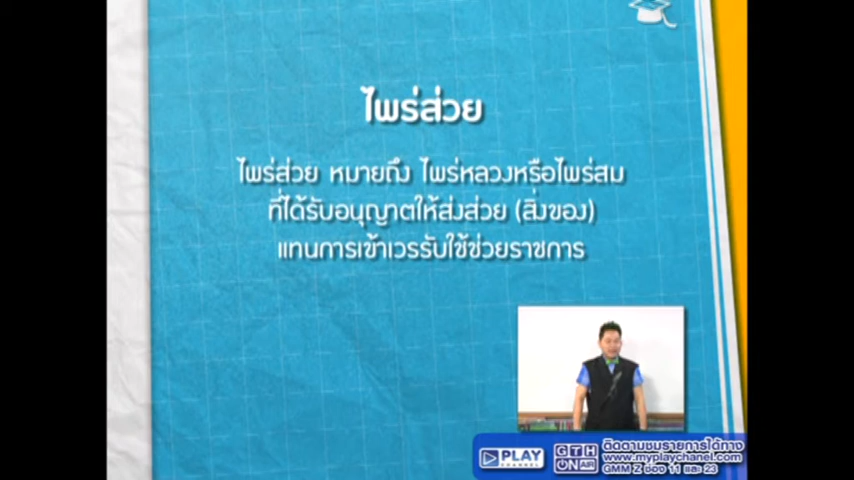 ไพร่ส่วย
ไพร่ส่วย หมายถึง ไพร่หลวงหรือไพร่สม
ที่ได้รับอนุญาตให้ส่งส่วย (สิ่งของ)
แทนการเข้าเวรรับใช้ช่วยราชการ
PLAY
CHANNEL
GTH
ON AIR
ติดตามชมรายการได้ทาง
www.myplaychanel.com
GMM Z ช่อง 11 และ 23